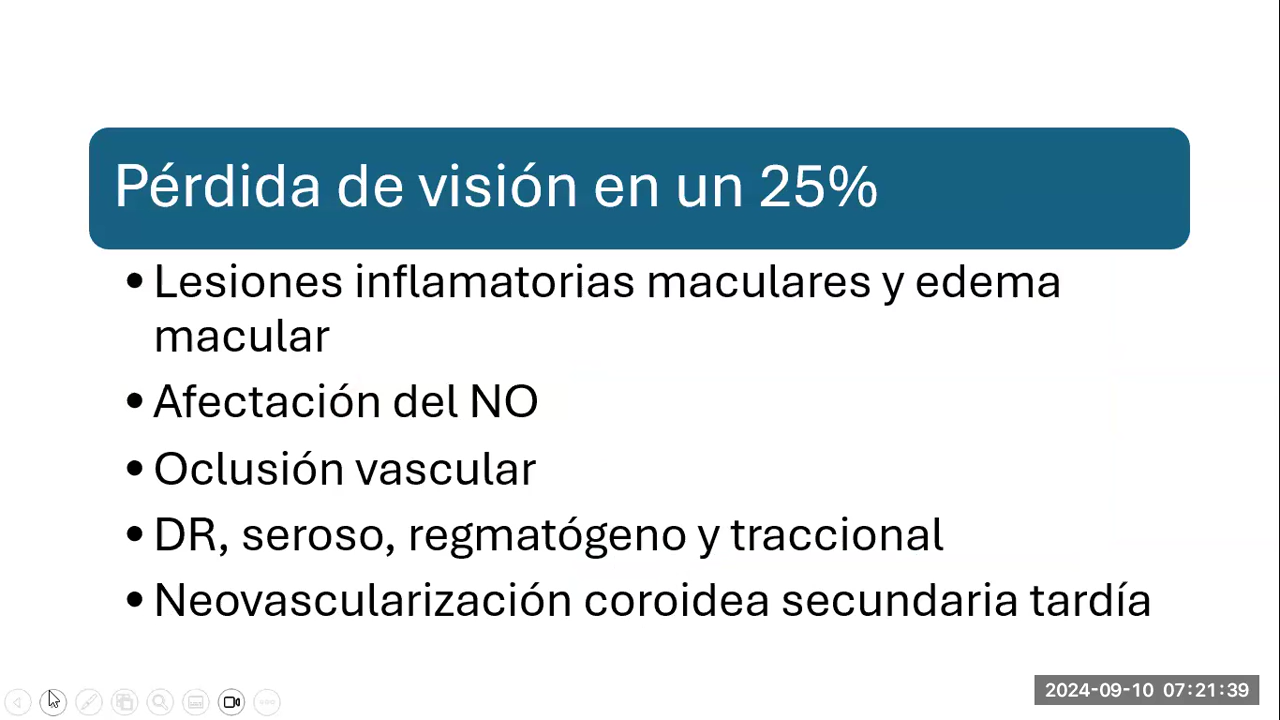 Pérdida de visión en un 25%
• Lesiones inflamatorias maculares y edema
macular
• Afectación del NO
• Oclusión vascular
• DR, seroso, regmatógeno y traccional
• Neovascularización coroidea secundaria tardía
2024-09-10 07:21:39